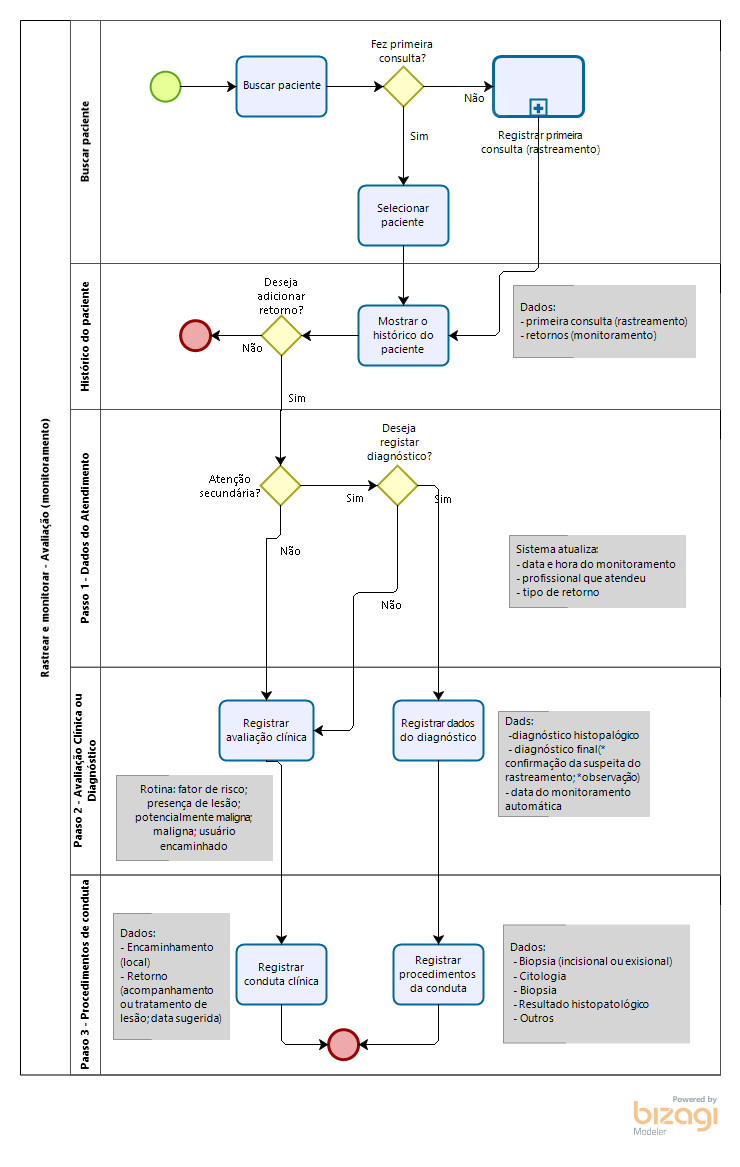 Rastrear e monitorar - Avaliação (monitoramento)
Buscar paciente
Buscar paciente
Fez primeira
consulta?
Não
Sim
Registrar primeira
consulta (rastreamento)
Selecionar
paciente
Histórico do paciente
Deseja
adicionar
retorno?
Não
Sim
Mostrar o
histórico do
paciente
Dados:
- primeira consulta (rastreamento)
- retornos (monitoramento)
Passo 1 - Dados do Atendimento
Atenção
secundária?
Sim
Não
Deseja
registar
diagnóstico?
Sim
Não
Sistema atualiza:
- data e hora do monitoramento
- profissional que atendeu
- tipo de retorno
Paaso 2 - Avaliação Clínica ou
Diagnóstico
Registrar
avaliação clínica
Registrar dados
do diagnóstico
Dads:
-diagnóstico histopalógico
- diagnóstico final(*
confirmação da suspeita do
rastreamento; *observação)
- data do monitoramento
automática
Rotina: fator de risco;
presença de lesão;
potencialmente maligna;
maligna; usuário
encaminhado
Paaso 3 - Procedimentos de conduta
Dados:
- Encaminhamento
(local)
- Retorno
(acompanhamento
ou tratamento de
lesão; data sugerida)
Registrar
conduta clínica
Registrar
procedimentos
da conduta
Dados:
- Biopsia (incisional ou exisional)
- Citologia
- Biopsia
- Resultado histopatológico
- Outros
Powered by
bizagi
Modeler